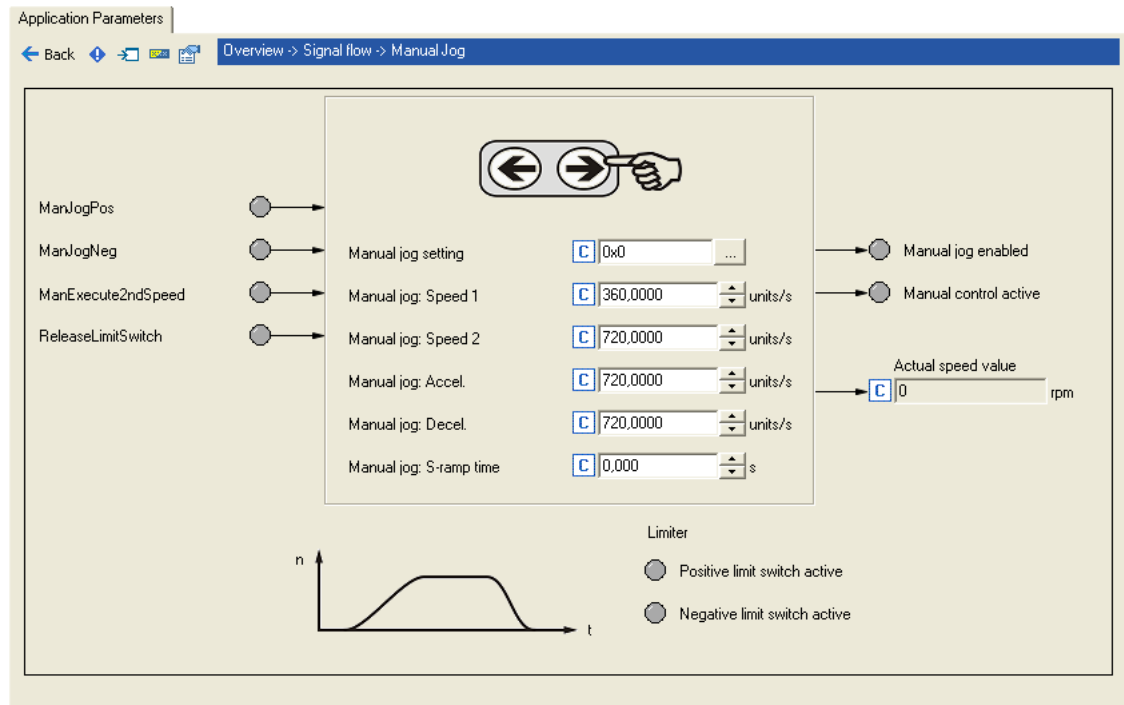 Application Parameters
Back
Overview -> Signal flow -> Manual Jog
ManJogPos
ManJogNeg
ManExecute2ndSpeed
ReleaseLimitSwitch
Manual jog setting C 0x0 ...
Manual jog: Speed 1 C 360,0000 units/s
Manual jog: Speed 2 C 720,0000 units/s
Manual jog: Accel. C 720,0000 units/s
Manual jog: Decel. C 720,0000 units/s
Manual jog: S-ramp time C 0,000 s
Manual jog enabled
Manual control active
Actual speed value
C 0 rpm
n
t
Limiter
Positive limit switch active
Negative limit switch active